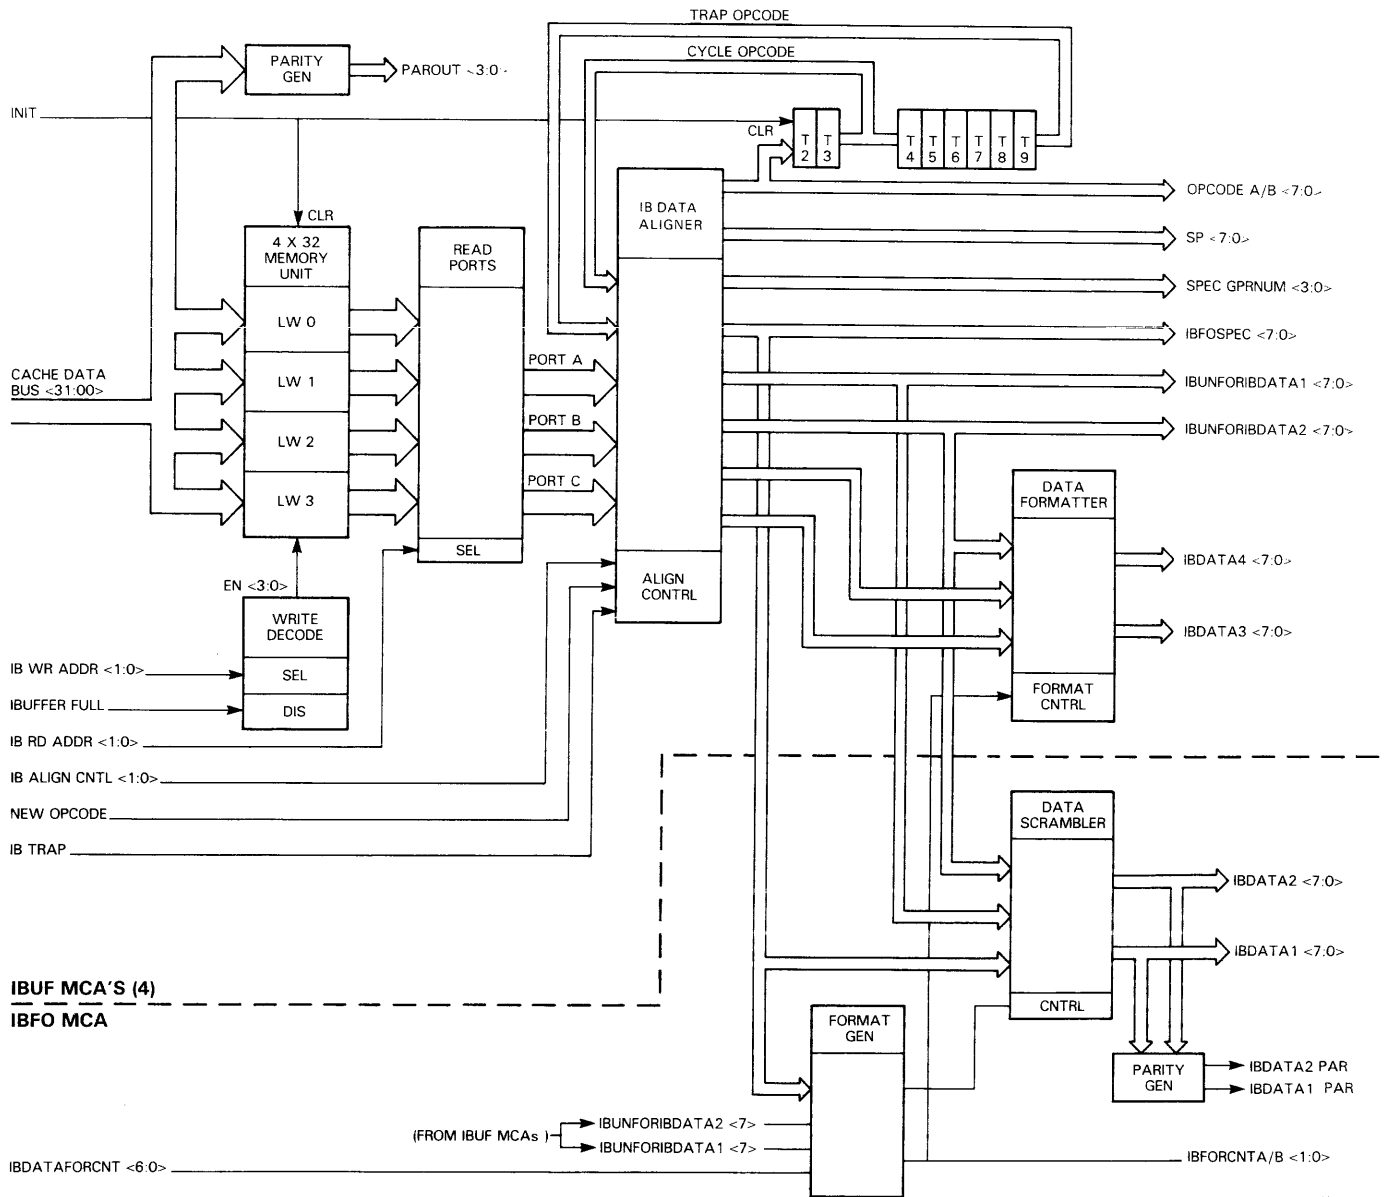 TRAP OPCODE
CYCLE OPCODE
PARITY
GEN
PAROUT <3:0>
INIT
CLR
T
2
T
3
T
4
T
5
T
6
T
7
T
8
T
9
IB DATA
ALIGNER
OPCODE A/B <7:0>
SP <7:0>
SPEC GPRNUM <3:0>
IBFOSPEC <7:0>
IBUNFORIBDATA1 <7:0>
IBUNFORIBDATA2 <7:0>
CLR
4 X 32
MEMORY
UNIT
LW 0
LW 1
LW 2
LW 3
READ
PORTS
SEL
CACHE DATA
BUS <31:00>
PORT A
PORT B
PORT C
ALIGN
CONTRL
DATA
FORMATTER
FORMAT
CNTRL
IBDATA4 <7:0>
IBDATA3 <7:0>
EN <3:0>
WRITE
DECODE
SEL
DIS
IB WR ADDR <1:0>
IBUFFER FULL
IB RD ADDR <1:0>
IB ALIGN CNTL <1:0>
NEW OPCODE
IB TRAP
DATA
SCRAMBLER
CNTRL
IBDATA2 <7:0>
IBDATA1 <7:0>
IBUF MCA'S (4)
IBFO MCA
FORMAT
GEN
PARITY
GEN
IBDATA2 PAR
IBDATA1 PAR
(FROM IBUF MCAs )
IBUNFORIBDATA2 <7>
IBUNFORIBDATA1 <7>
IBDATAFORCNT <6:0>
IBFORCNTA/B <1:0>